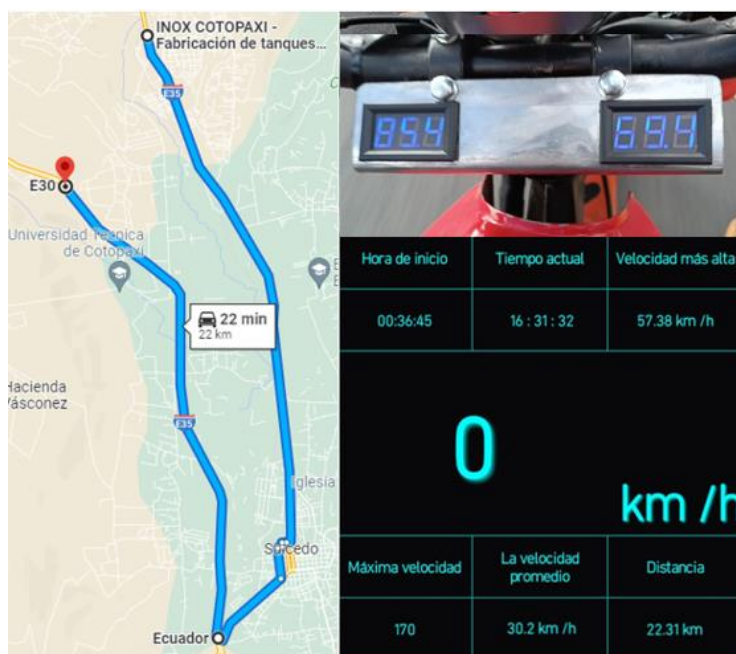 INOX COTOPAXI -
Fabricación de tanques...
E35
E30
Universidad Técnica
de Cotopaxi
22 min
22 km
Hacienda
Vásconez
E35
Iglesia
Salcedo
Ecuador
85.4
69.4
Hora de inicio
Tiempo actual
Velocidad más alta
00:36:45
16 : 31 : 32
57.38 km /h
0
km /h
Máxima velocidad
La velocidad
promedio
Distancia
170
30.2 km /h
22.31 km